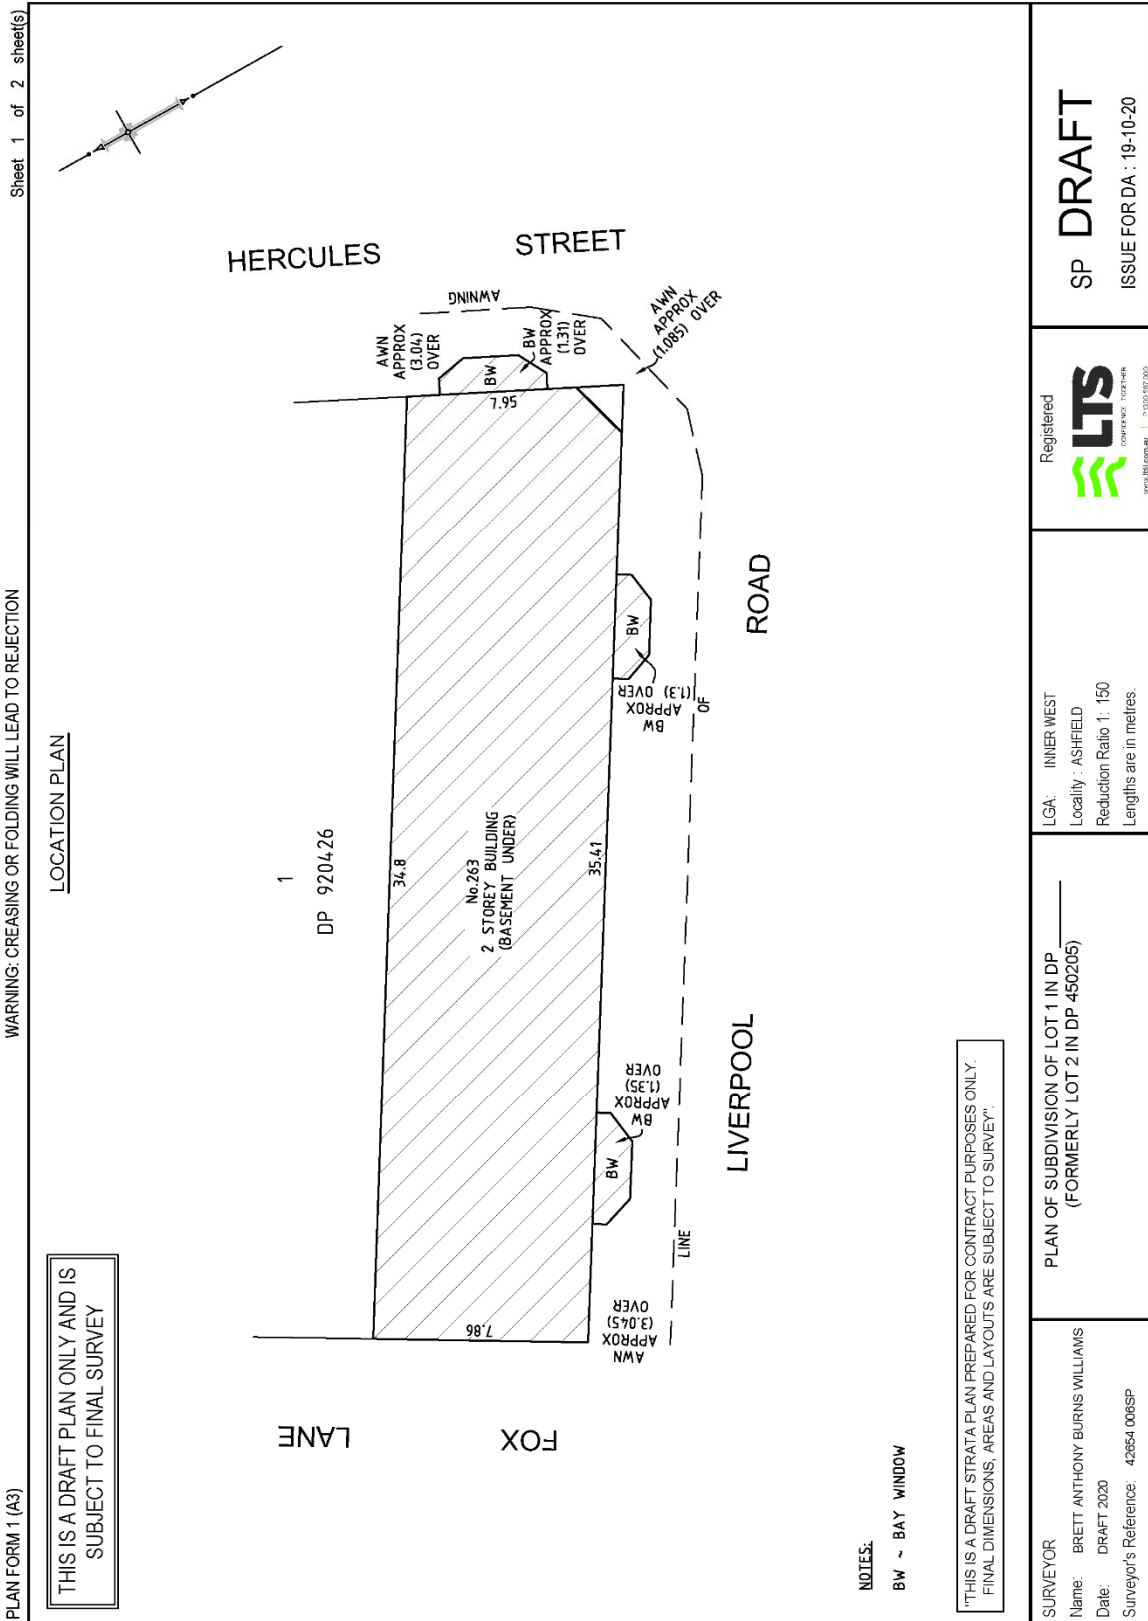 PLAN FORM 1 (A3)
WARNING: CREASING OR FOLDING WILL LEAD TO REJECTION
Sheet 1 of 2 sheet(s)
THIS IS A DRAFT PLAN ONLY AND IS
SUBJECT TO FINAL SURVEY
LOCATION PLAN
1
DP 920426
HERCULES
STREET
AWNING
AWN
APPROX
(3.04)
OVER
BW
APPROX
(1.31)
OVER
BW
7.95
AWN
APPROX
(1.085) OVER
34.8
No.263
2 STOREY BUILDING
(BASEMENT UNDER)
35.41
7.86
LANE
FOX
BW
BW
APPROX
(1.35)
OVER
BW
BW
APPROX
(1.3) OVER
AWN
APPROX
(3.045)
OVER
LINE
OF
LIVERPOOL
ROAD
NOTES:
BW ~ BAY WINDOW
"THIS IS A DRAFT STRATA PLAN PREPARED FOR CONTRACT PURPOSES ONLY.
FINAL DIMENSIONS, AREAS AND LAYOUTS ARE SUBJECT TO SURVEY".
SURVEYOR
Name: BRETT ANTHONY BURNS WILLIAMS
Date: DRAFT 2020
Surveyor's Reference: 42654 006SP
PLAN OF SUBDIVISION OF LOT 1 IN DP
(FORMERLY LOT 2 IN DP 450205)
LGA: INNER WEST
Locality : ASHFIELD
Reduction Ratio 1: 150
Lengths are in metres.
Registered
LTS
CONFIDENCE TOGETHER
SP DRAFT
ISSUE FOR DA : 19-10-20